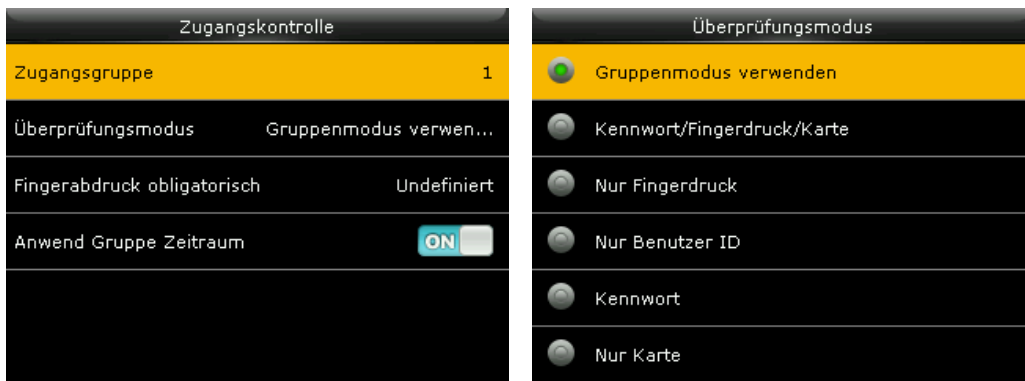 Zugangskontrolle
Zugangsgruppe 1
Überprüfungsmodus Gruppenmodus verwen...
Fingerabdruck obligatorisch Undefiniert
Anwend Gruppe Zeitraum ON
Überprüfungsmodus
Gruppenmodus verwenden
Kennwort/Fingerdruck/Karte
Nur Fingerdruck
Nur Benutzer ID
Kennwort
Nur Karte